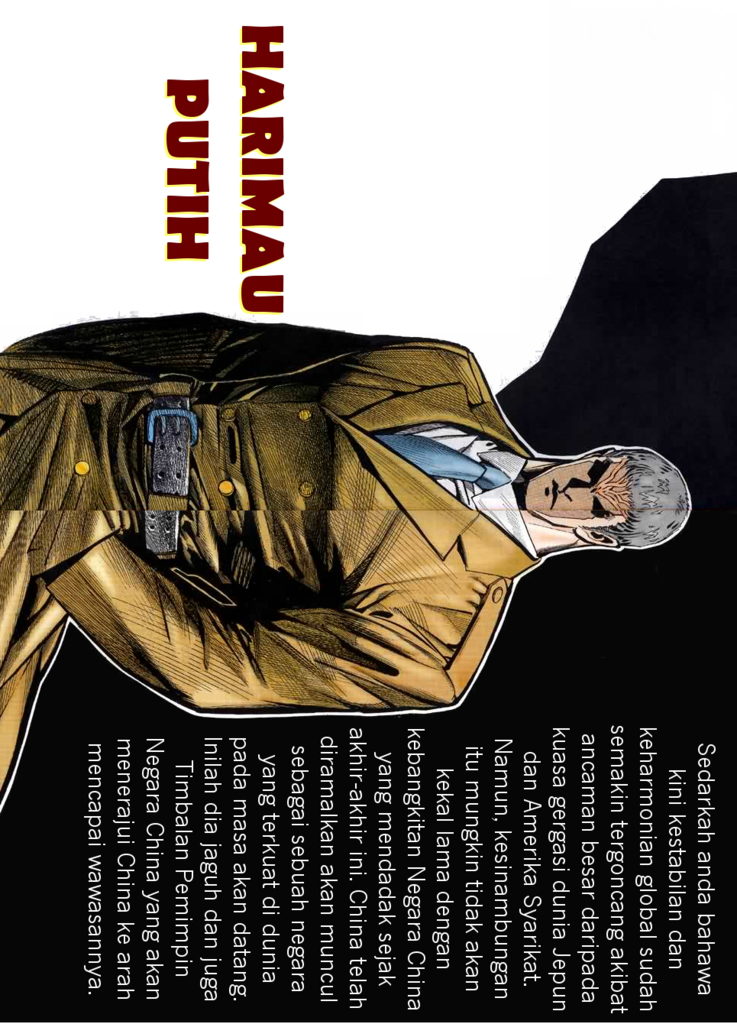 HARIMAU
PUTIH
Sedarkah anda bahawa
kini kestabilan dan
keharmonian global sudah
semakin tergoncang akibat
ancaman besar daripada
kuasa gergasi dunia Jepun
dan Amerika Syarikat.
Namun, kesinambungan
itu mungkin tidak akan
kekal lama dengan
kebangkitan Negara China
yang mendadak sejak
akhir-akhir ini. China telah
diramalkan akan muncul
sebagai sebuah negara
yang terkuat di dunia
pada masa akan datang.
Inilah dia jaguh dan juga
Timbalan Pemimpin
Negara China yang akan
menerajui China ke arah
mencapai wawasannya.